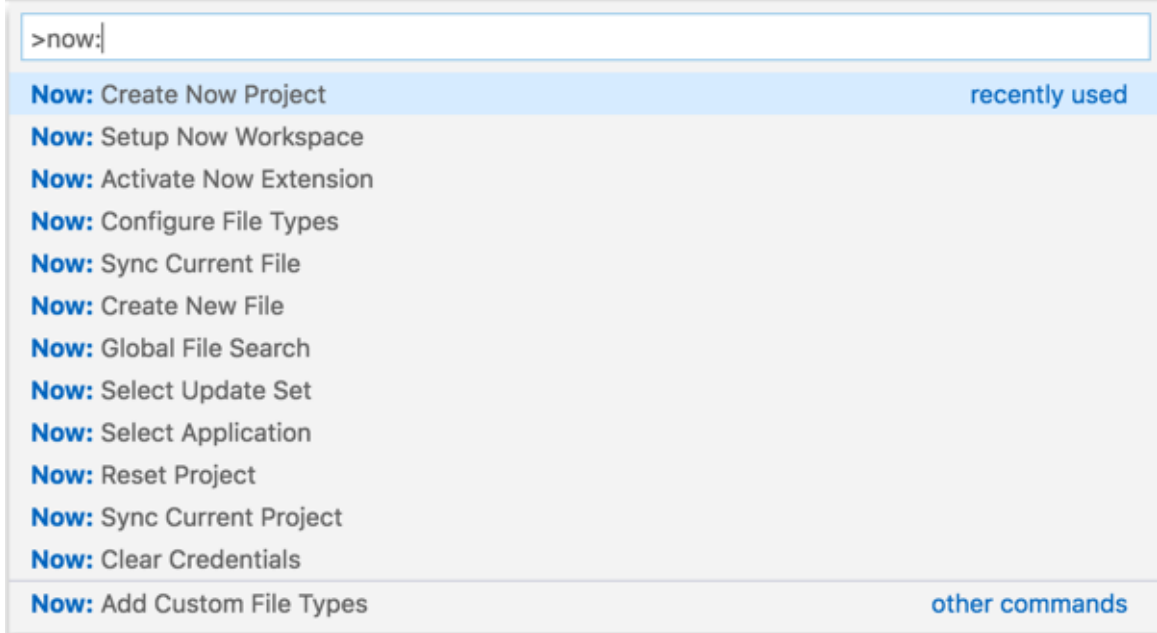 >now:
Now: Create Now Project recently used
Now: Setup Now Workspace
Now: Activate Now Extension
Now: Configure File Types
Now: Sync Current File
Now: Create New File
Now: Global File Search
Now: Select Update Set
Now: Select Application
Now: Reset Project
Now: Sync Current Project
Now: Clear Credentials
Now: Add Custom File Types other commands